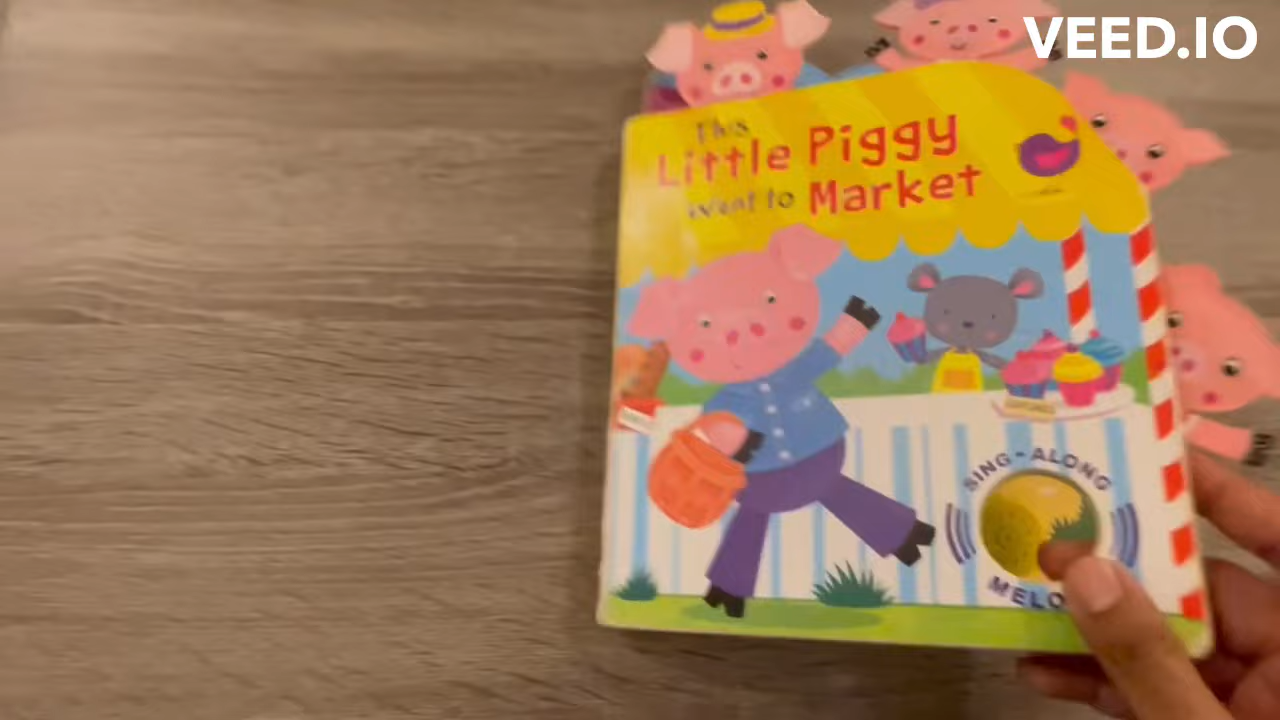 VEED.IO
This
Little Piggy
Went to Market
SING-ALONG
MELO